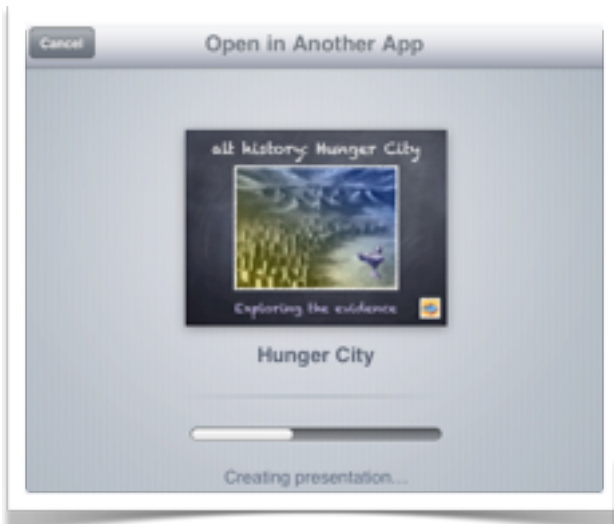 Cancel
Open in Another App
alt history: Hunger City
Exploring the evidence
Hunger City
Creating presentation...